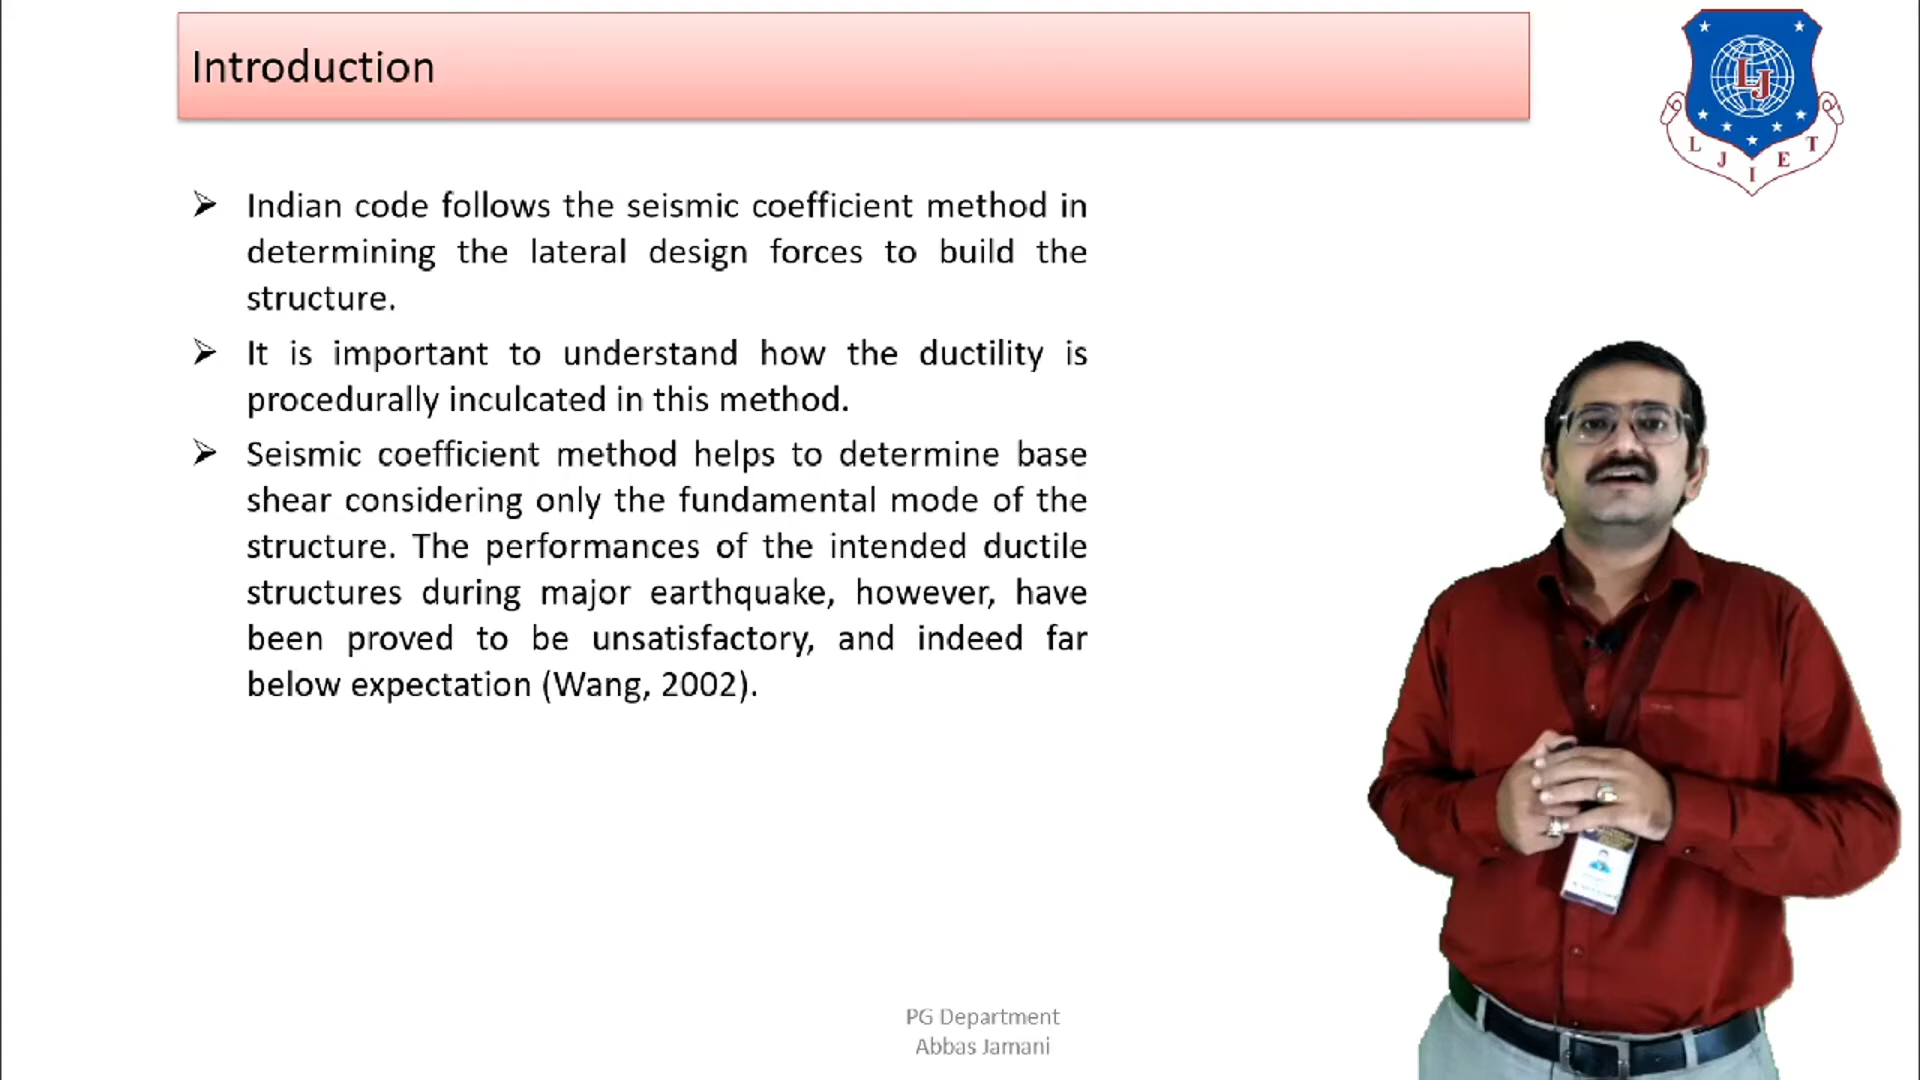 Introduction
LJ
L J I E T
Indian code follows the seismic coefficient method in
determining the lateral design forces to build the
structure.
It is important to understand how the ductility is
procedurally inculcated in this method.
Seismic coefficient method helps to determine base
shear considering only the fundamental mode of the
structure. The performances of the intended ductile
structures during major earthquake, however, have
been proved to be unsatisfactory, and indeed far
below expectation (Wang, 2002).
PG Department
Abbas Jamani